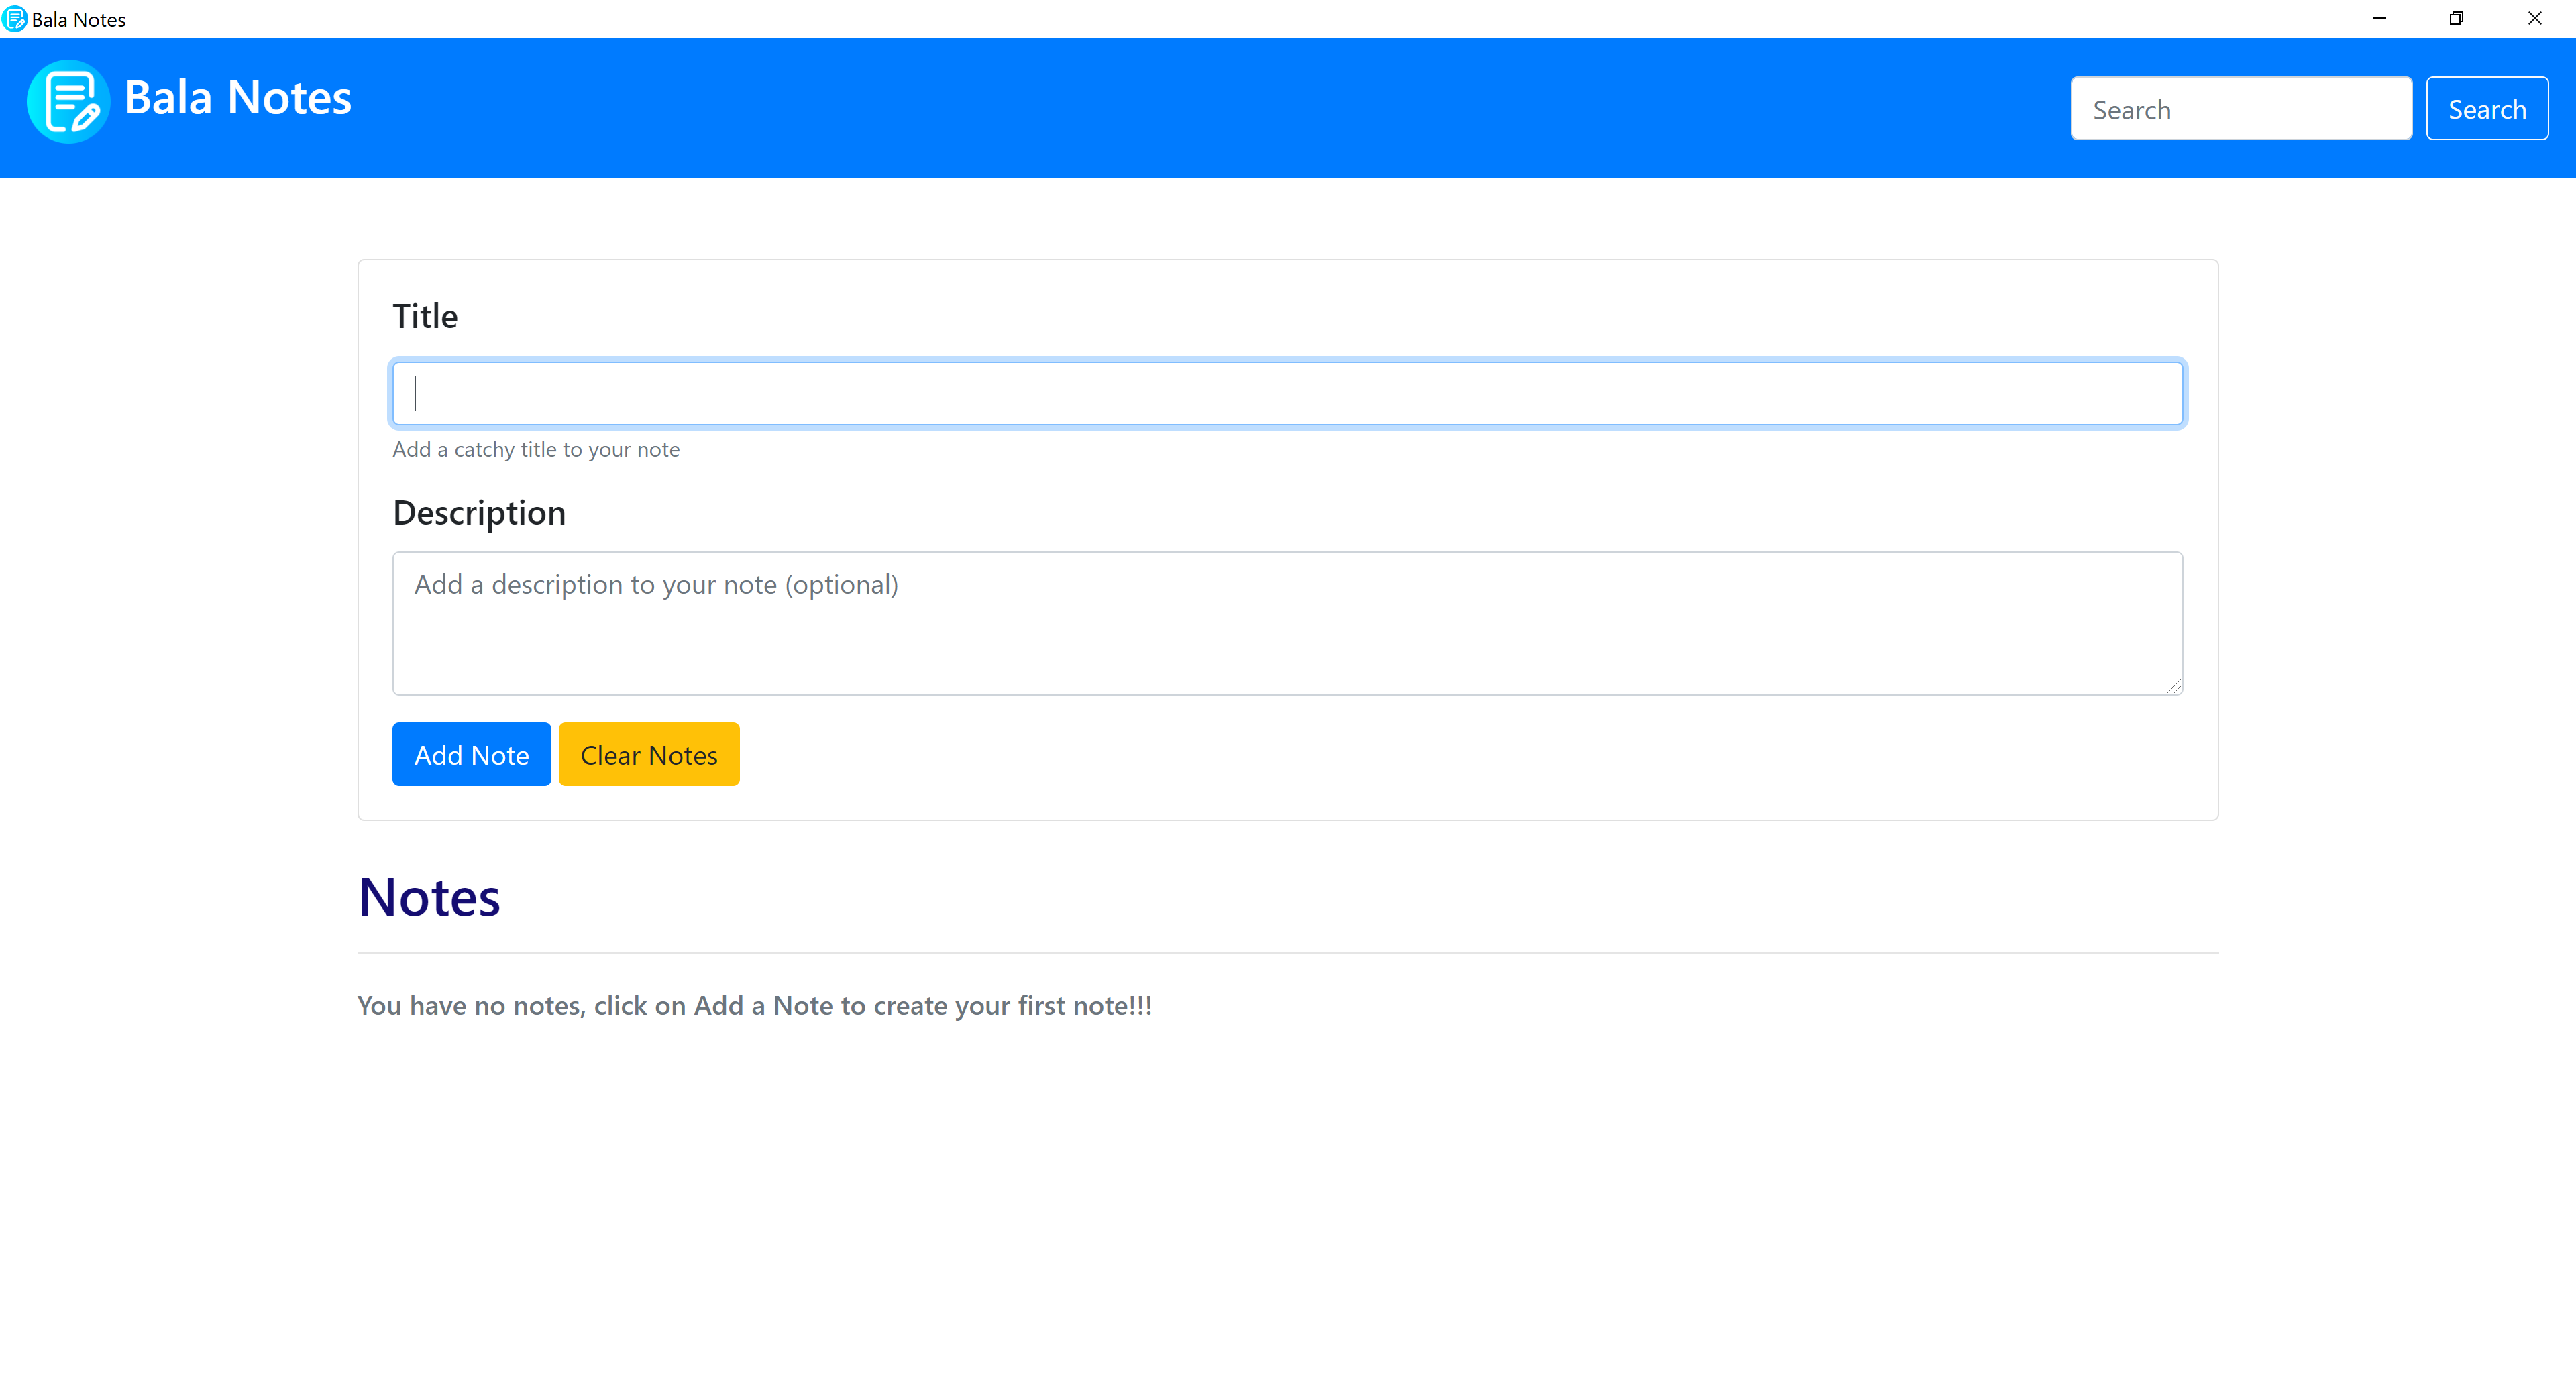 Bala Notes
Bala Notes
Search
Search
Title
Add a catchy title to your note
Description
Add a description to your note (optional)
Add Note
Clear Notes
Notes
You have no notes, click on Add a Note to create your first note!!!